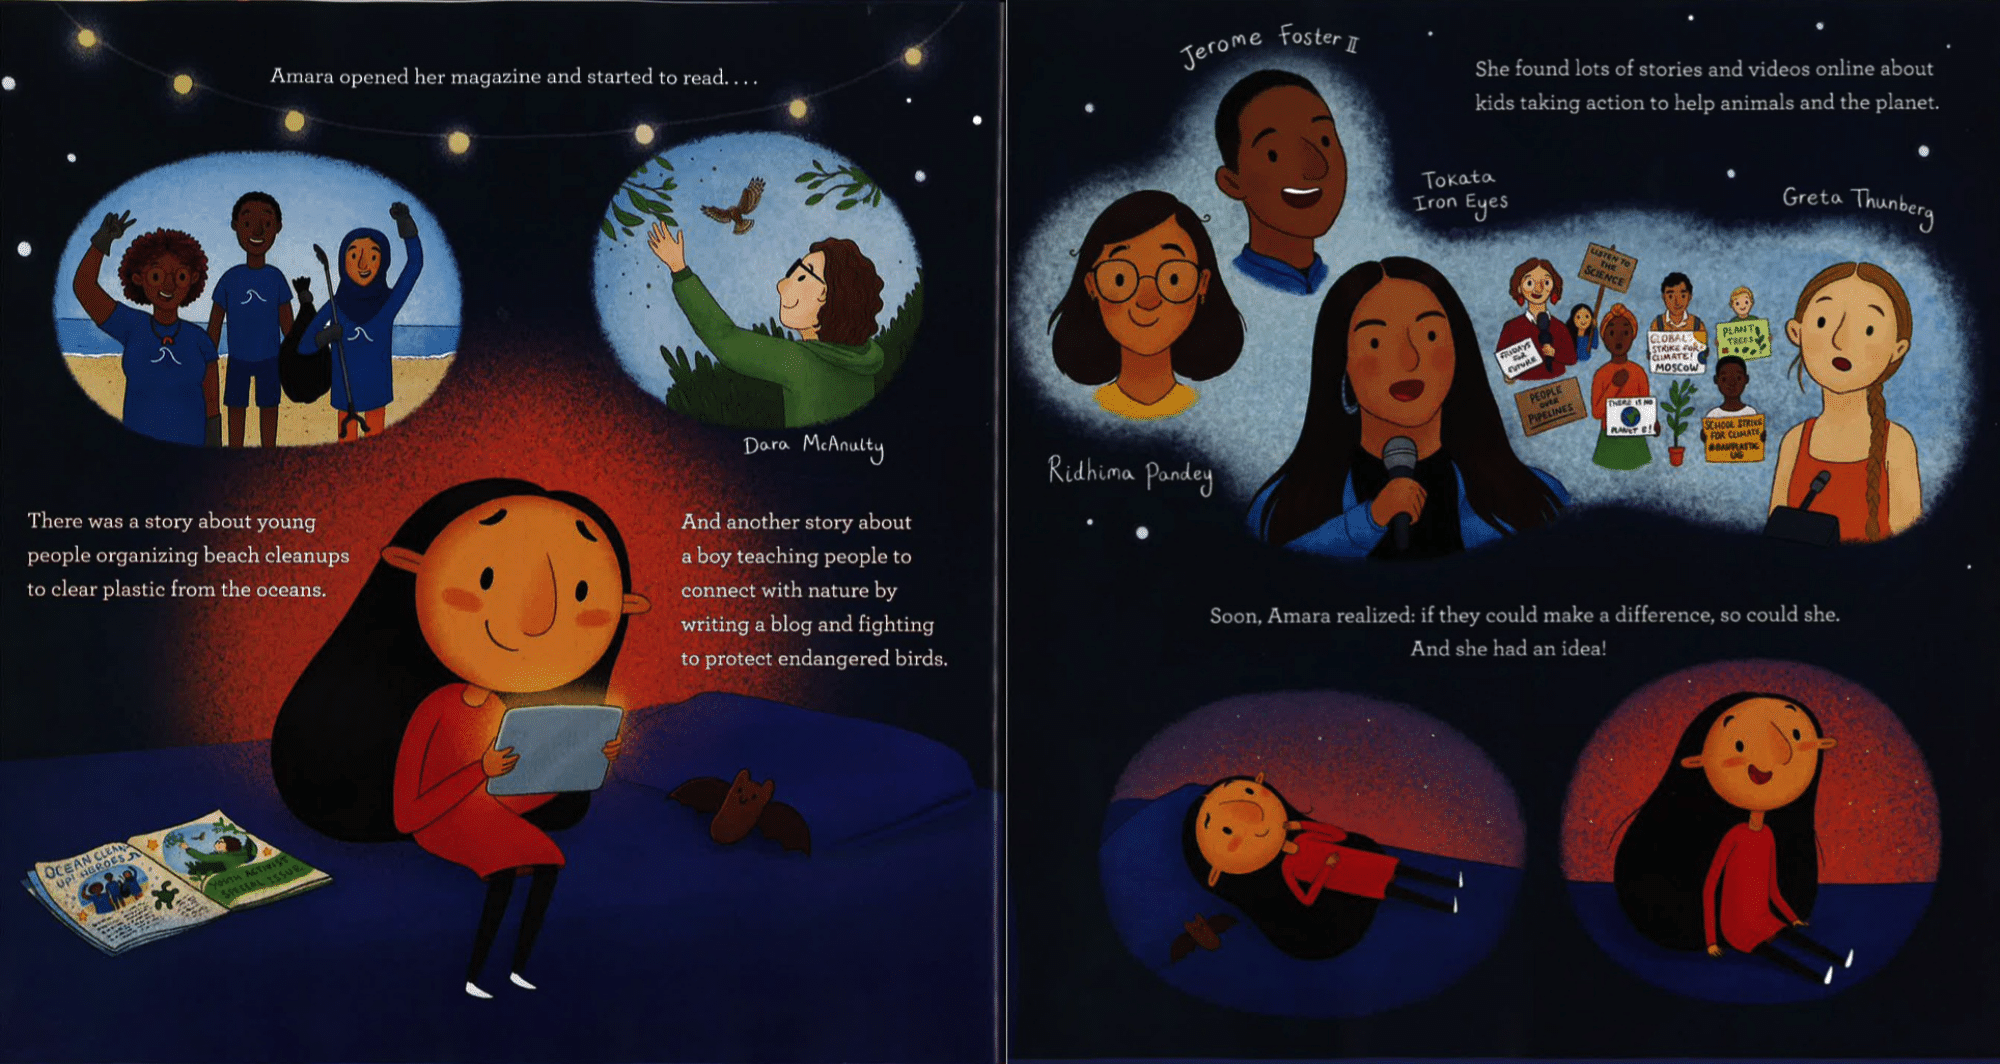 Amara opened her magazine and started to read. . . .
Dara McAnulty
There was a story about young
people organizing beach cleanups
to clear plastic from the oceans.
And another story about
a boy teaching people to
connect with nature by
writing a blog and fighting
to protect endangered birds.
OCEAN CLEAN
UP! HEROES
YOUTH ACTIVIST
SPECIAL ISSUE
Jerome Foster II
She found lots of stories and videos online about
kids taking action to help animals and the planet.
Tokata
Iron Eyes
Greta Thunberg
Ridhima Pandey
LISTEN TO
THE
SCIENCE
FRIDAYS
FOR
FUTURE
GLOBAL
STRIKE FOR
CLIMATE!
MOSCOW
PLANT
TREES
PEOPLE
OVER
PIPELINES
THERE IS NO
PLANET B!
SCHOOL STRIKE
FOR CLIMATE
#BANPLASTIC
UG
Soon, Amara realized: if they could make a difference, so could she.
And she had an idea!